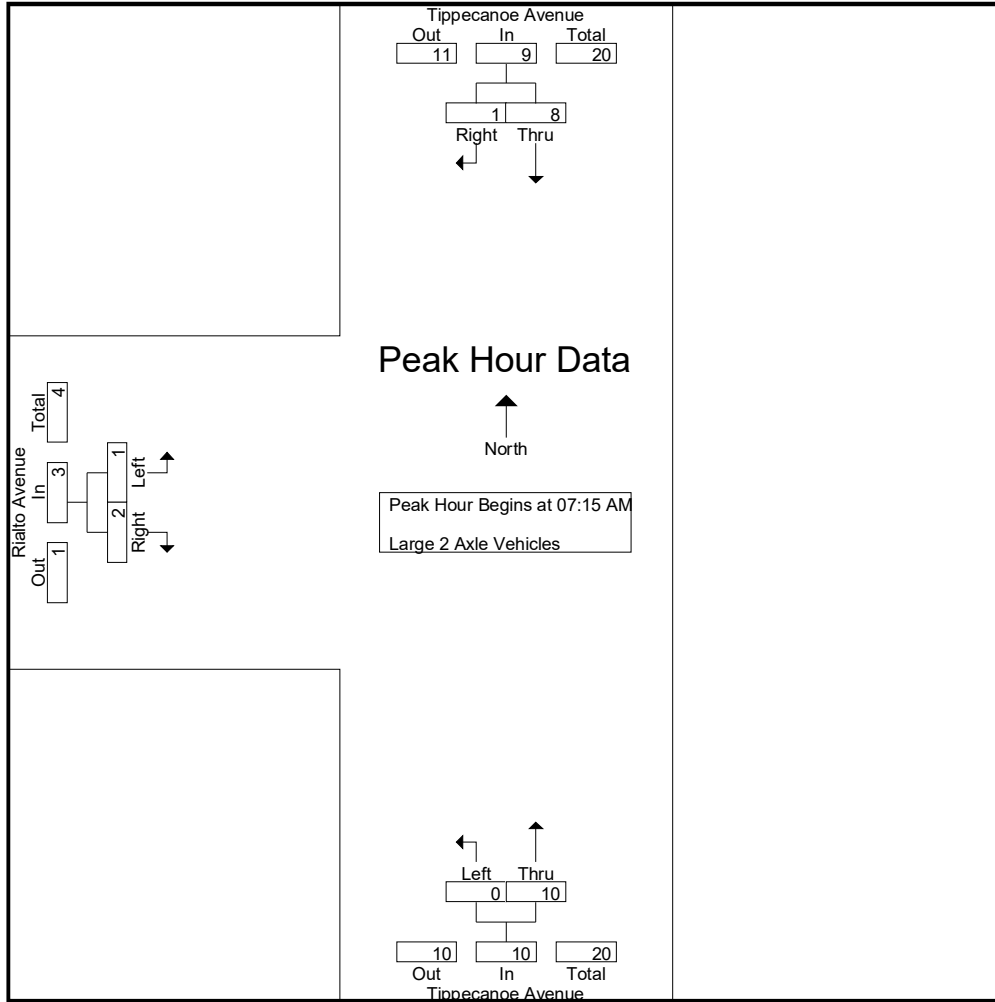 Tippecanoe Avenue
Out In Total
11 9 20
1 8
Right Thru
Peak Hour Data
North
Peak Hour Begins at 07:15 AM
Large 2 Axle Vehicles
Rialto Avenue
Out In Total
1 3 4
Right Left
2 1
Left Thru
0 10
10 10 20
Out In Total
Tippecanoe Avenue